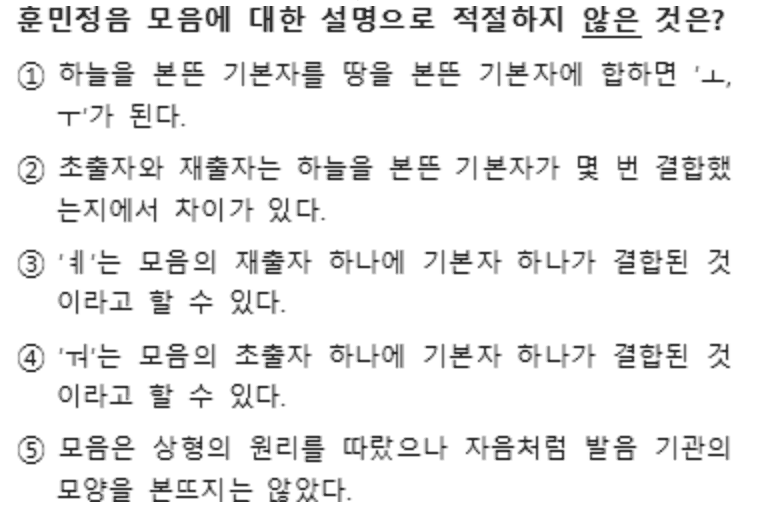 훈민정음 모음에 대한 설명으로 적절하지 않은 것은?
① 하늘을 본뜬 기본자를 땅을 본뜬 기본자에 합하면 'ㅗ,
ㅜ'가 된다.
② 초출자와 재출자는 하늘을 본뜬 기본자가 몇 번 결합했
는지에서 차이가 있다.
③ 'ㅖ'는 모음의 재출자 하나에 기본자 하나가 결합된 것
이라고 할 수 있다.
④ 'ㅝ'는 모음의 초출자 하나에 기본자 하나가 결합된 것
이라고 할 수 있다.
⑤ 모음은 상형의 원리를 따랐으나 자음처럼 발음 기관의
모양을 본뜨지는 않았다.